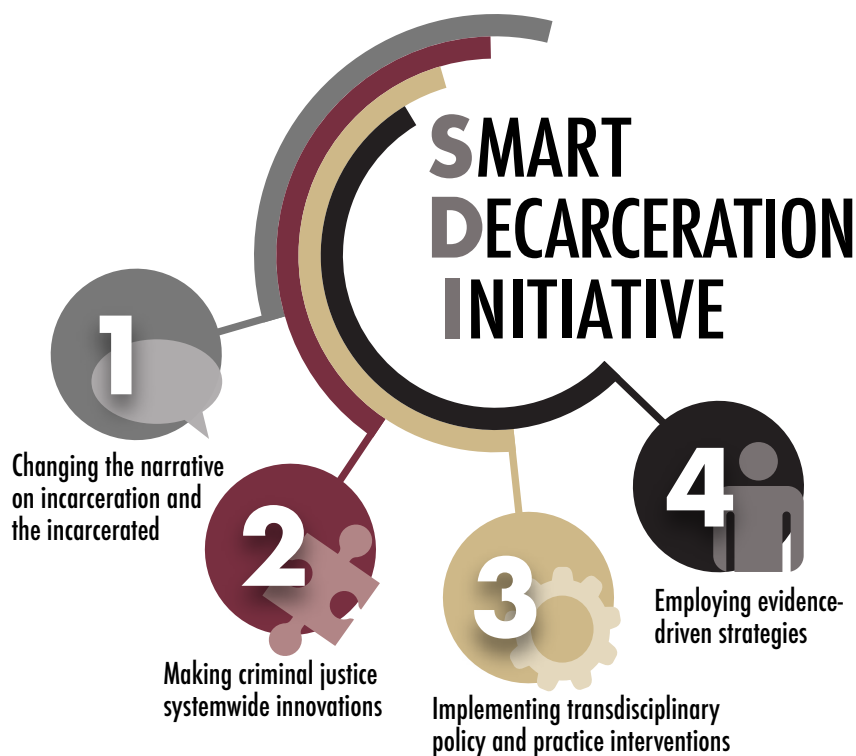 SMART
DECARCERATION
INITIATIVE
1
Changing the narrative
on incarceration and
the incarcerated
2
Making criminal justice
systemwide innovations
3
Implementing transdisciplinary
policy and practice interventions
4
Employing evidence-
driven strategies